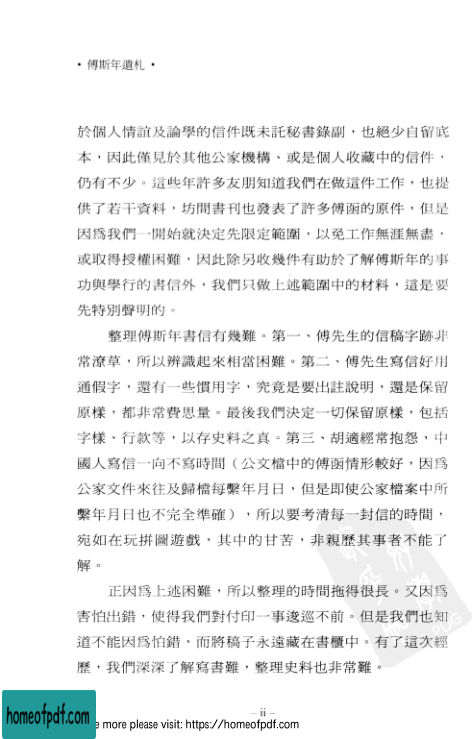 • 傅斯年遺札 •
於個人情誼及論學的信件既未託秘書錄副，也絕少自留底
本，因此僅見於其他公家機構、或是個人收藏中的信件，
仍有不少。這些年許多友朋知道我們在做這件工作，也提
供了若干資料，坊間書刊也發表了許多傅函的原件，但是
因爲我們一開始就決定先限定範圍，以免工作無涯無盡，
或取得授權困難，因此除另收幾件有助於了解傅斯年的事
功與學行的書信外，我們只做上述範圍中的材料，這是要
先特別聲明的。
整理傅斯年書信有幾難。第一、傅先生的信稿字跡非
常潦草，所以辨識起來相當困難。第二、傅先生寫信好用
通假字，還有一些慣用字，究竟是要出註說明，還是保留
原樣，都非常費思量。最後我們決定一切保留原樣，包括
字樣、行款等，以存史料之真。第三、胡適經常抱怨，中
國人寫信一向不寫時間（公文檔中的傅函情形較好，因爲
公家文件來往及歸檔每繫年月日，但是即使公家檔案中所
繫年月日也不完全準確），所以要考清每一封信的時間，
宛如在玩拼圖遊戲，其中的甘苦，非親歷其事者不能了
解。
正因爲上述困難，所以整理的時間拖得很長。又因爲
害怕出錯，使得我們對付印一事逡巡不前。但是我們也知
道不能因爲怕錯，而將稿子永遠藏在書櫃中。有了這次經
歷，我們深深了解寫書難，整理史料也非常難。
– ii –
homeofpdf.com
e more please visit: https://homeofpdf.com